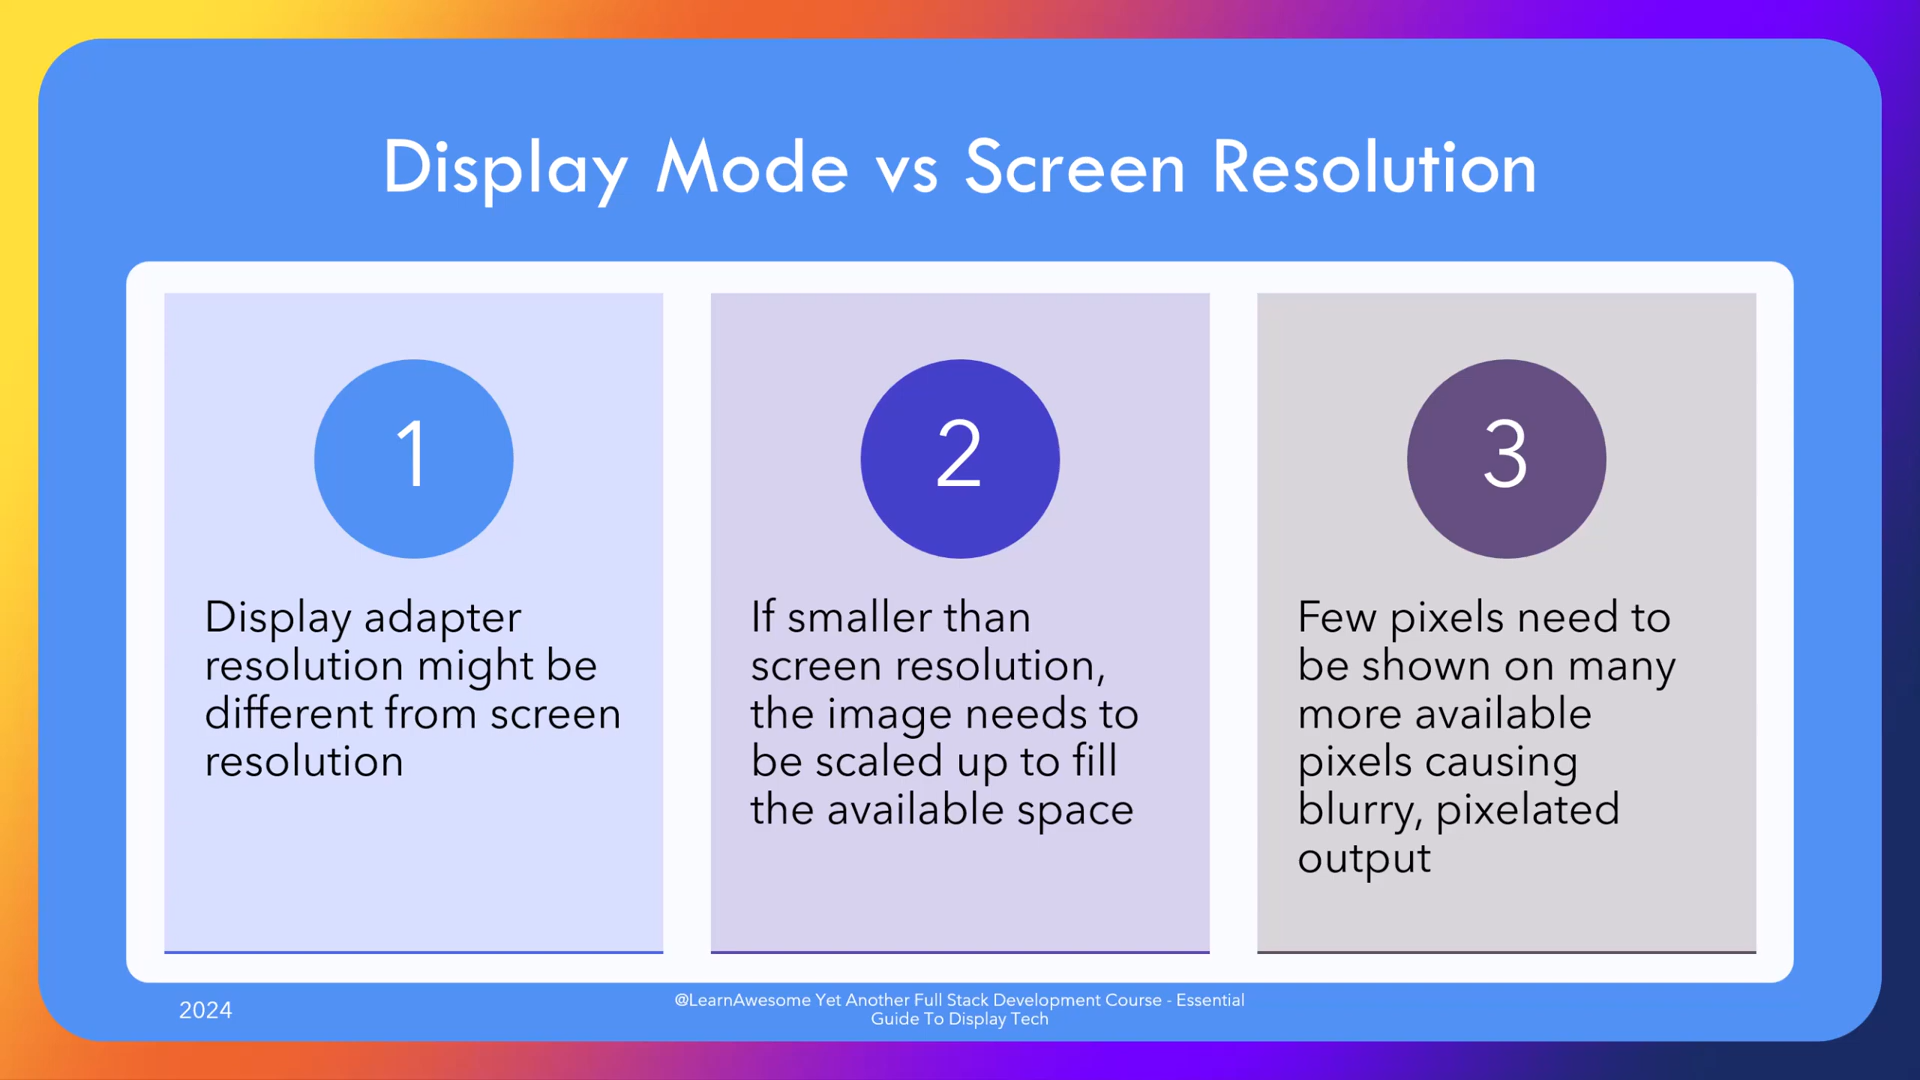 Display Mode vs Screen Resolution
1
Display adapter
resolution might be
different from screen
resolution
2
If smaller than
screen resolution,
the image needs to
be scaled up to fill
the available space
3
Few pixels need to
be shown on many
more available
pixels causing
blurry, pixelated
output
2024
@LearnAwesome Yet Another Full Stack Development Course - Essential
Guide To Display Tech